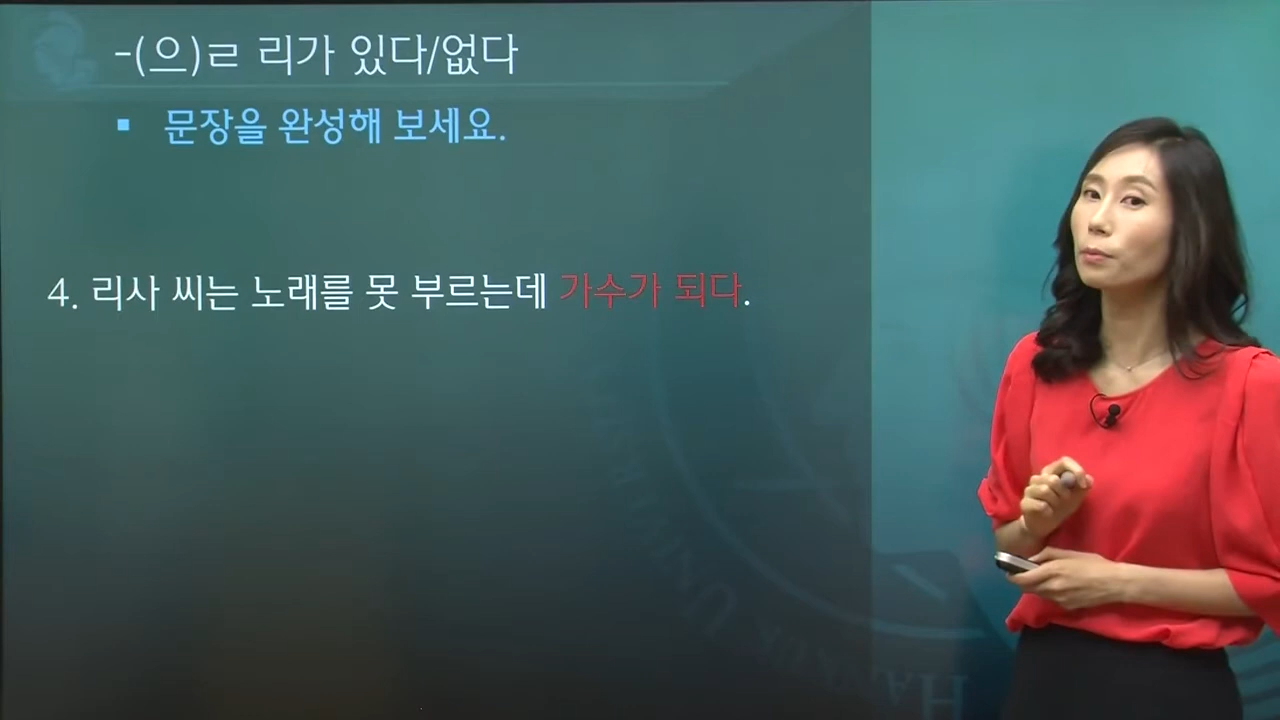 -(으)ㄹ 리가 있다/없다
▪ 문장을 완성해 보세요.
4. 리사 씨는 노래를 못 부르는데 가수가 되다.